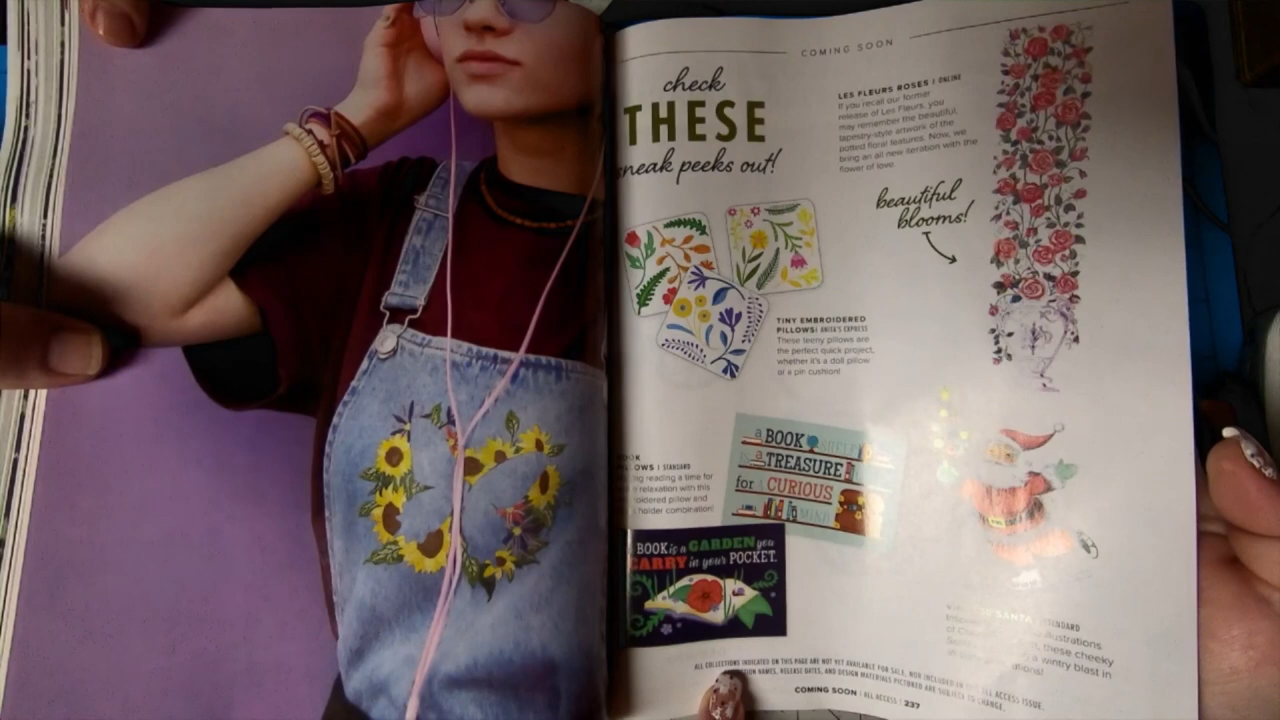 COMING SOON
check
THESE
sneak peeks out!
LES FLEURS ROSES | ONLINE
If you recall our former
release of Les Fleurs, you
may remember the beautiful,
tapestry-style artwork of the
potted floral features. Now, we
bring an all new iteration with the
flower of love.
beautiful
blooms!
TINY EMBROIDERED
PILLOWS| ANITA'S EXPRESS
These teeny pillows are
the perfect quick project,
whether it's a doll pillow
or a pin cushion!
OOK
LOWS | STANDARD
ng reading a time for
relaxation with this
oidered pillow and
holder combination!
a BOOK SHELF
is a TREASURE
for a CURIOUS
MIND
BOOK is a GARDEN you
CARRY in your POCKET.
SANTA STANDARD
illustrations
these cheeky
a wintry blast in
ALL COLLECTIONS INDICATED ON THIS PAGE ARE NOT YET AVAILABLE FOR SALE, NOR INCLUDED IN ALL ACCESS ISSUE.
NAMES, RELEASE DATES, AND DESIGN MATERIALS PICTURED ARE SUBJECT TO CHANGE.
COMING SOON | ALL ACCESS | 237